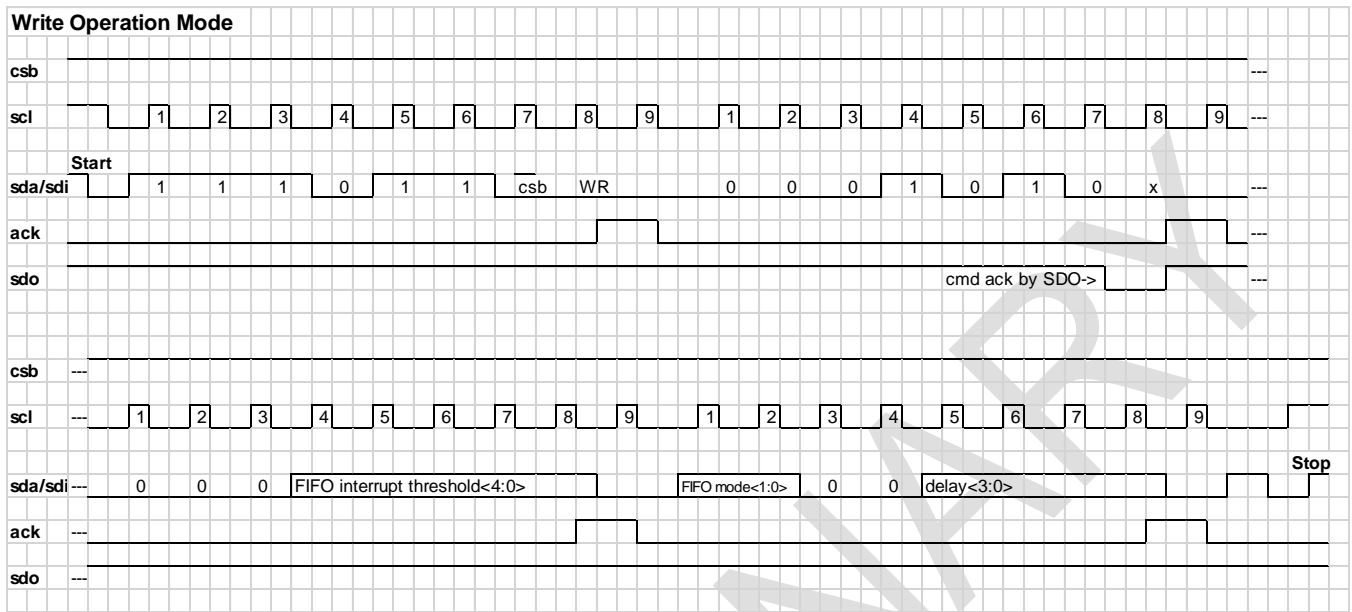 Write Operation Mode
csb ---
scl 1 2 3 4 5 6 7 8 9 1 2 3 4 5 6 7 8 9 ---
Start
sda/sdi 1 1 1 0 1 1 csb WR 0 0 0 1 0 1 0 x ---
ack ---
sdo cmd ack by SDO-> ---
csb ---
scl --- 1 2 3 4 5 6 7 8 9 1 2 3 4 5 6 7 8 9
Stop
sda/sdi --- 0 0 0 FIFO interrupt threshold<4:0> FIFO mode<1:0> 0 0 delay<3:0>
ack ---
sdo ---
NARY